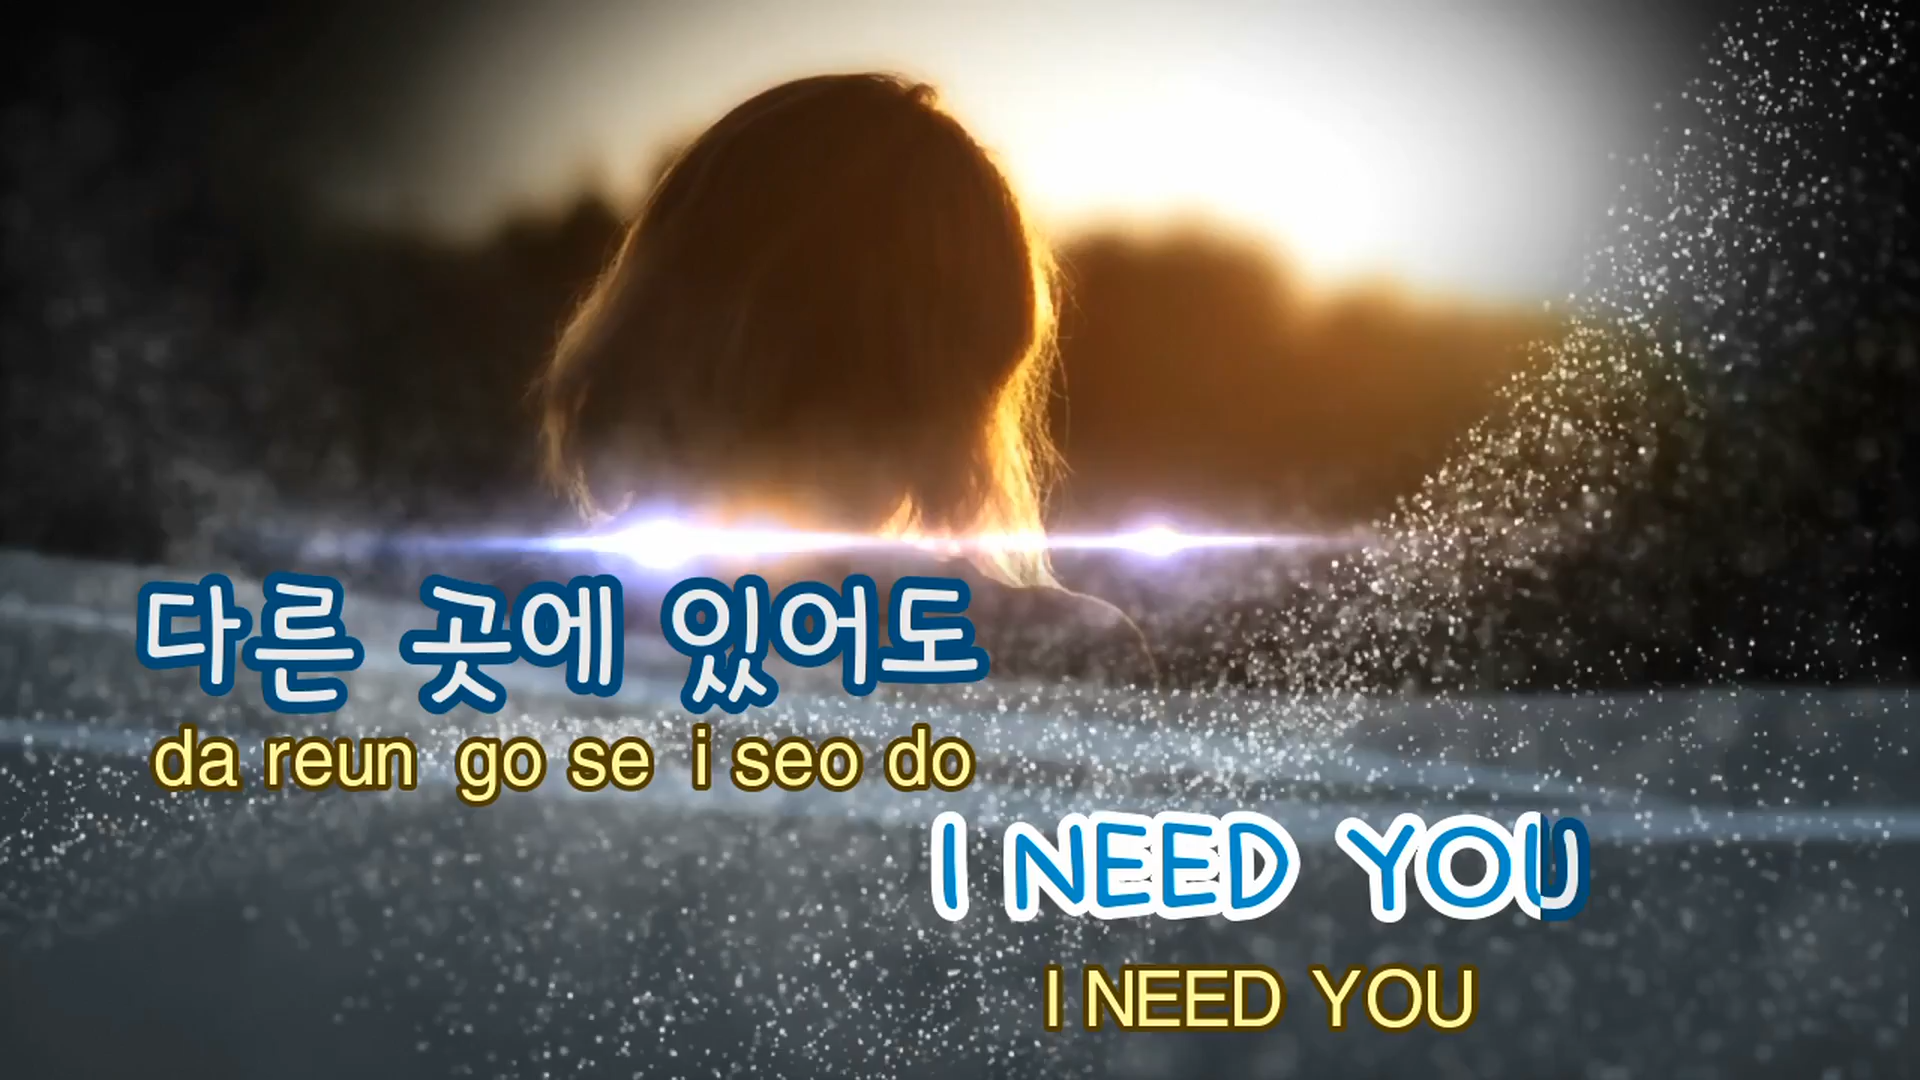 다른 곳에 있어도
da reun go se i seo do
I NEED YOU
I NEED YOU